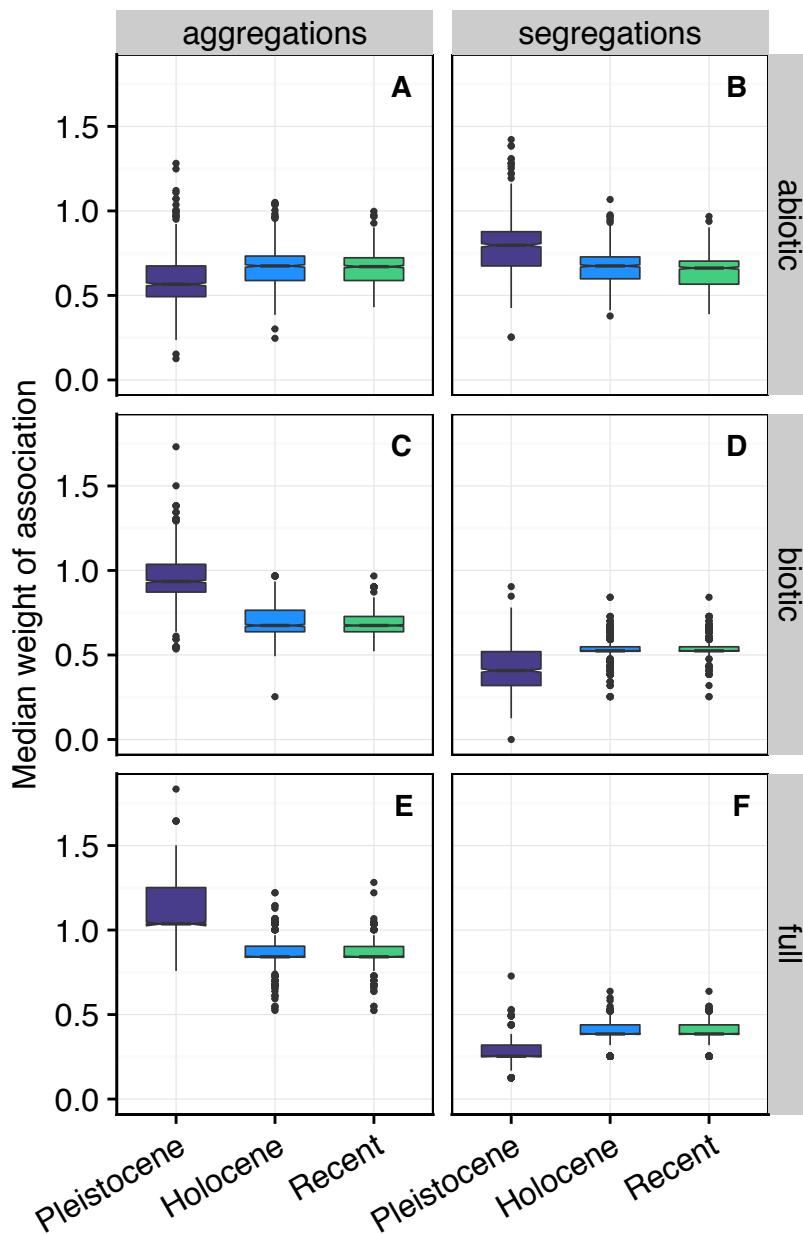 aggregations segregations
A B
1.5
1.0
0.5
0.0
abiotic
C D
1.5
1.0
0.5
0.0
biotic
Median weight of association
E F
1.5
1.0
0.5
0.0
full
Pleistocene Holocene Recent Pleistocene Holocene Recent